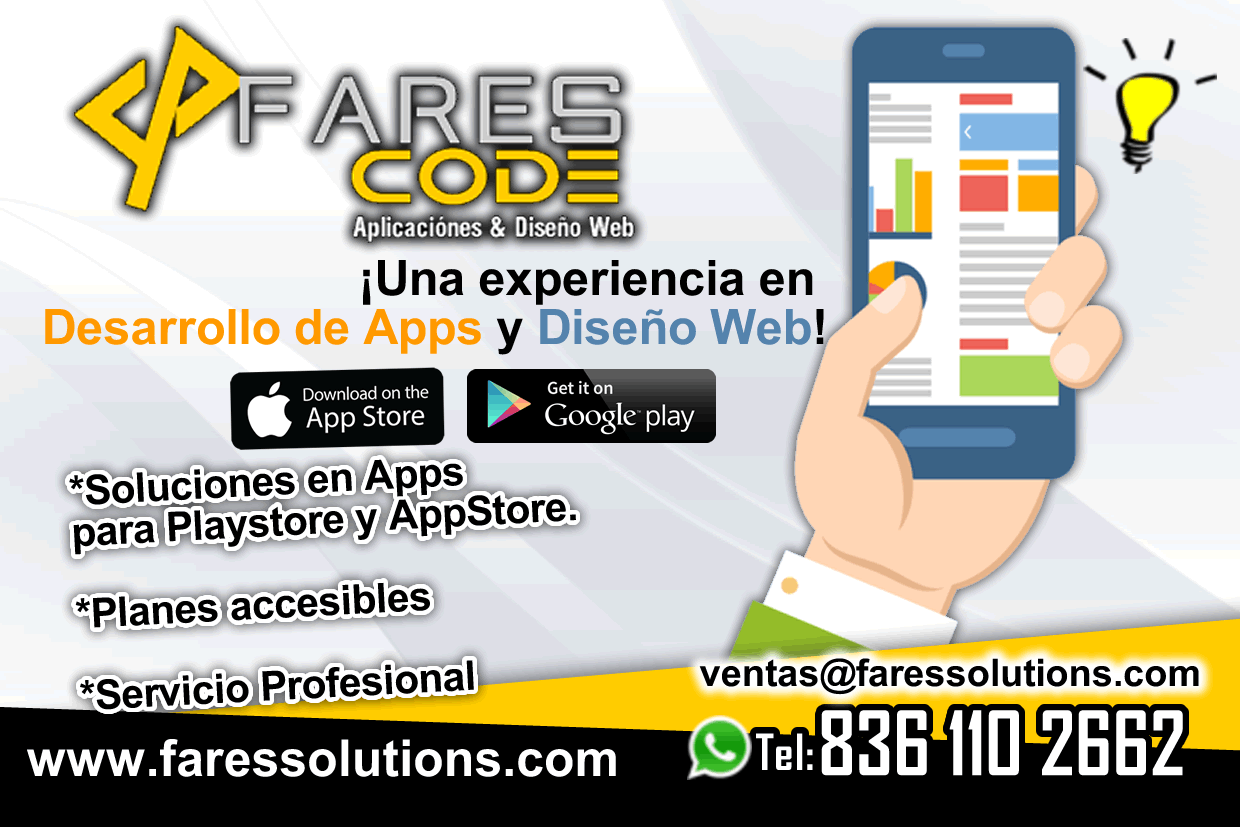 FARES
CODE
Aplicaciónes & Diseño Web
¡Una experiencia en
Desarrollo de Apps y Diseño Web!
Download on the
App Store
Get it on
Google play
*Soluciones en Apps
para Playstore y AppStore.
*Planes accesibles
*Servicio Profesional
ventas@faressolutions.com
www.faressolutions.com
Tel: 836 110 2662